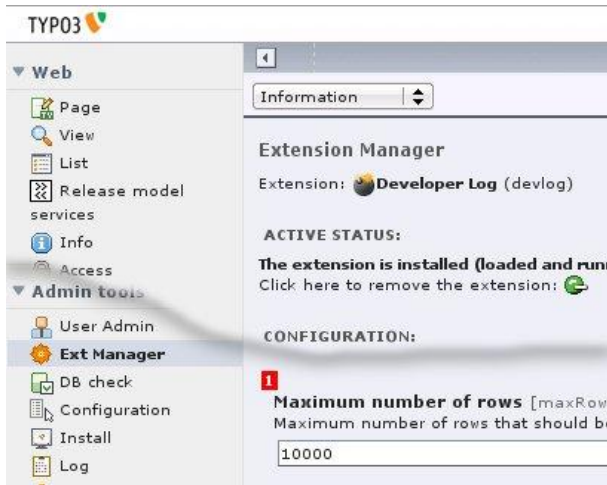 TYPO3
Web
Page
View
List
Release model
services
Info
Access
Admin tools
User Admin
Ext Manager
DB check
Configuration
Install
Log
Information
Extension Manager
Extension: Developer Log (devlog)
ACTIVE STATUS:
The extension is installed (loaded and run
Click here to remove the extension:
CONFIGURATION:
1
Maximum number of rows [maxRow
Maximum number of rows that should b
10000